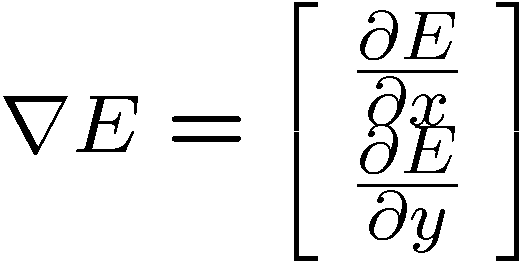 ∇E = [ ∂E/∂x
∂E/∂y ]